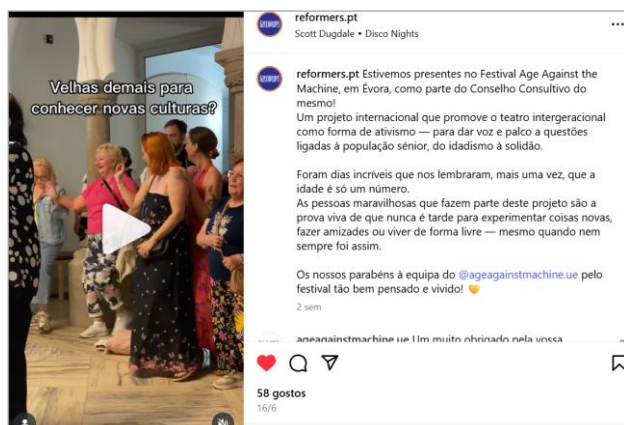 Velhas demais para
conhecer novas culturas?
reformers.pt
Scott Dugdale • Disco Nights
reformers.pt Estivemos presentes no Festival Age Against the
Machine, em Évora, como parte do Conselho Consultivo do
mesmo!
Um projeto internacional que promove o teatro intergeracional
como forma de ativismo — para dar voz e palco a questões
ligadas à população sénior, do idadismo à solidão.
Foram dias incríveis que nos lembraram, mais uma vez, que a
idade é só um número.
As pessoas maravilhosas que fazem parte deste projeto são a
prova viva de que nunca é tarde para experimentar coisas novas,
fazer amizades ou viver de forma livre — mesmo quando nem
sempre foi assim.
Os nossos parabéns à equipa do @ageagainstmachine.ue pelo
festival tão bem pensado e vivido! 🧡
2 sem
ageagainstmachine.ue Um muito obrigado pela vossa
58 gostos
16/6